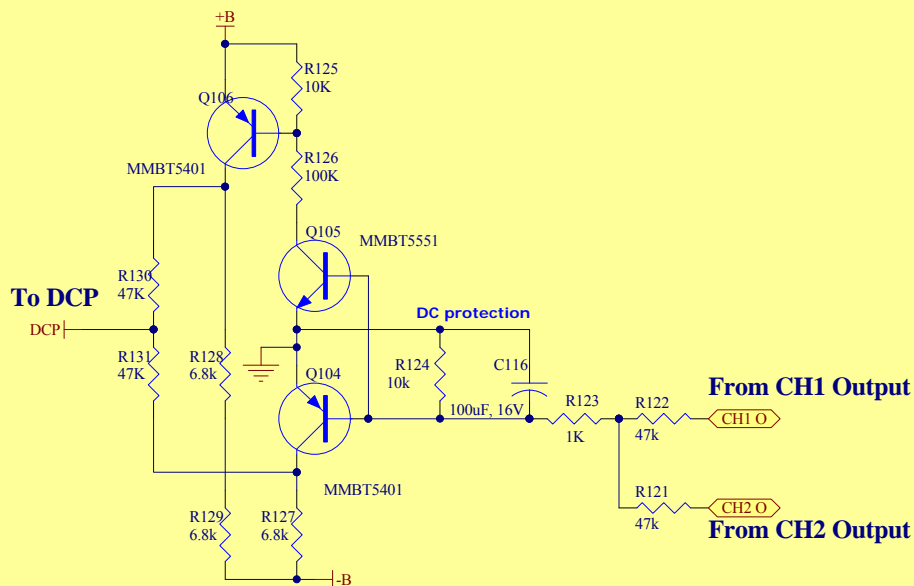 +B
R125
10K
Q106
MMBT5401
R126
100K
Q105
MMBT5551
R130
47K
To DCP
DCP
DC protection
R131
47K
R128
6.8k
Q104
R124
10k
C116
100uF, 16V
R123
1K
From CH1 Output
R122
47k
CH1 O
MMBT5401
R121
47k
CH2 O
From CH2 Output
R129
6.8k
R127
6.8k
-B